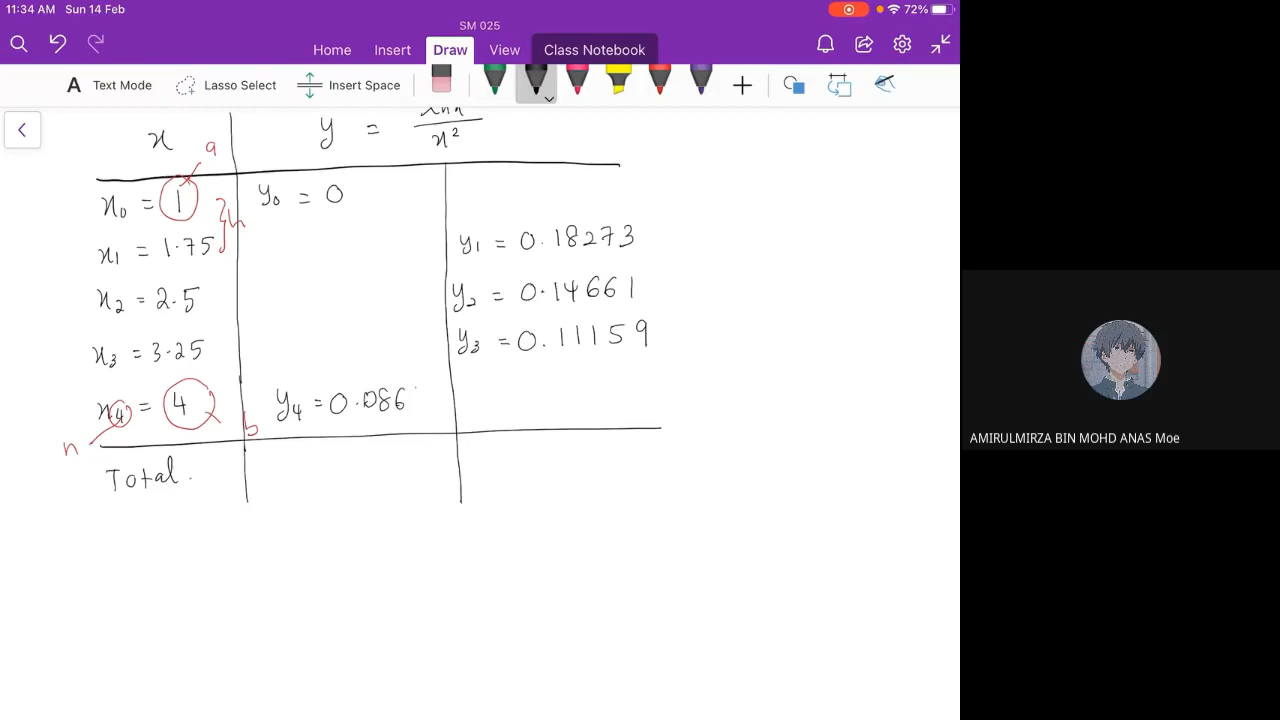 11:34 AM Sun 14 Feb
72%
SM 025
Home Insert Draw View Class Notebook
A Text Mode Lasso Select Insert Space
x y = / x²
a
x₀ = 1 y₀ = 0
h
x₁ = 1.75 y₁ = 0.18273
x₂ = 2.5 y₂ = 0.14661
x₃ = 3.25 y₃ = 0.11159
x₄ = 4 y₄ = 0.086
b
n
Total.
AMIRULMIRZA BIN MOHD ANAS Moe